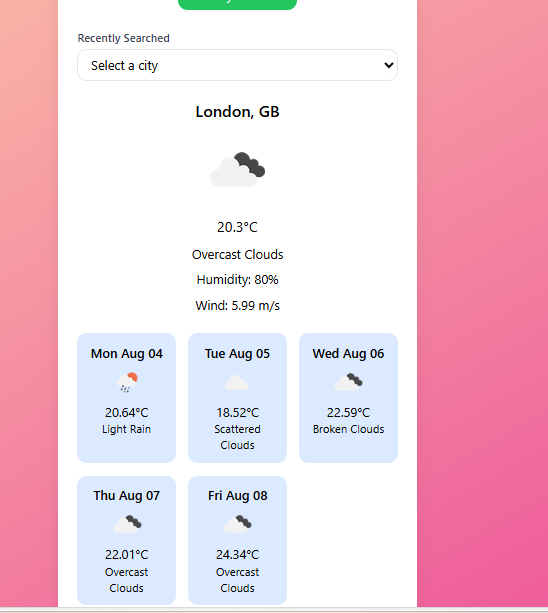 Recently Searched
Select a city
London, GB
20.3°C
Overcast Clouds
Humidity: 80%
Wind: 5.99 m/s
Mon Aug 04
20.64°C
Light Rain
Tue Aug 05
18.52°C
Scattered
Clouds
Wed Aug 06
22.59°C
Broken Clouds
Thu Aug 07
22.01°C
Overcast
Clouds
Fri Aug 08
24.34°C
Overcast
Clouds